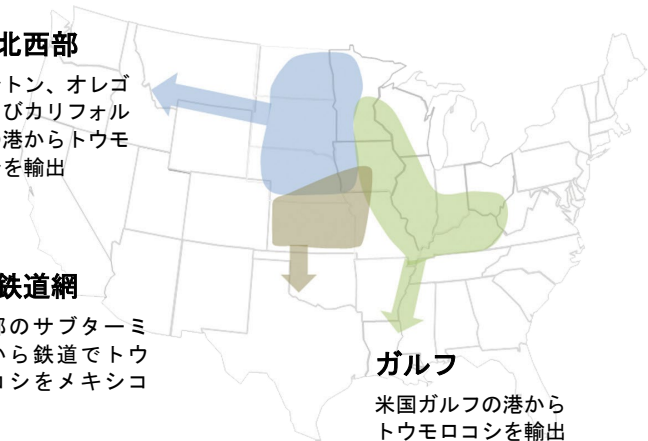 北西部
トン、オレゴ
びカリフォル
港からトウモ
を輸出
鉄道網
部のサブターミ
ら鉄道でトウ
コシをメキシコ
ガルフ
米国ガルフの港から
トウモロコシを輸出